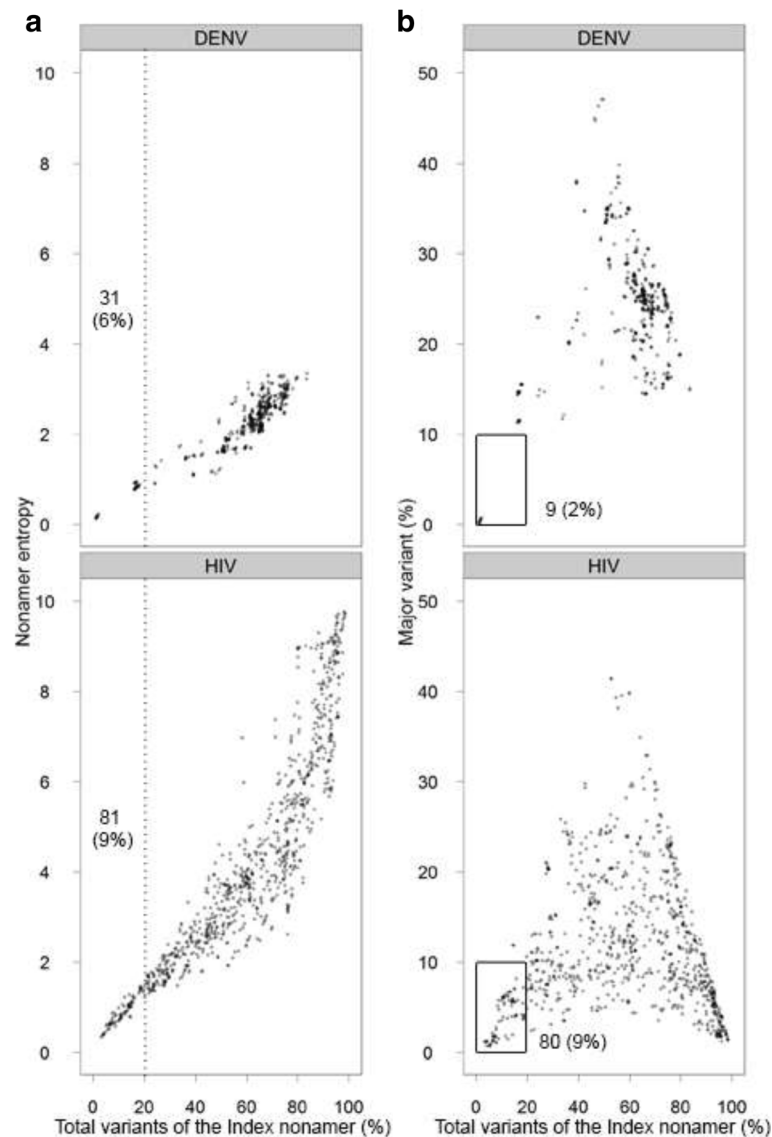 a
b
DENV
DENV
10
8
6
4
2
0
31
(6%)
50
40
30
20
10
0
9 (2%)
Nonamer entropy
Major variant (%)
HIV
HIV
10
8
6
4
2
0
81
(9%)
50
40
30
20
10
0
80 (9%)
0 20 40 60 80 100
0 20 40 60 80 100
Total variants of the Index nonamer (%)
Total variants of the Index nonamer (%)